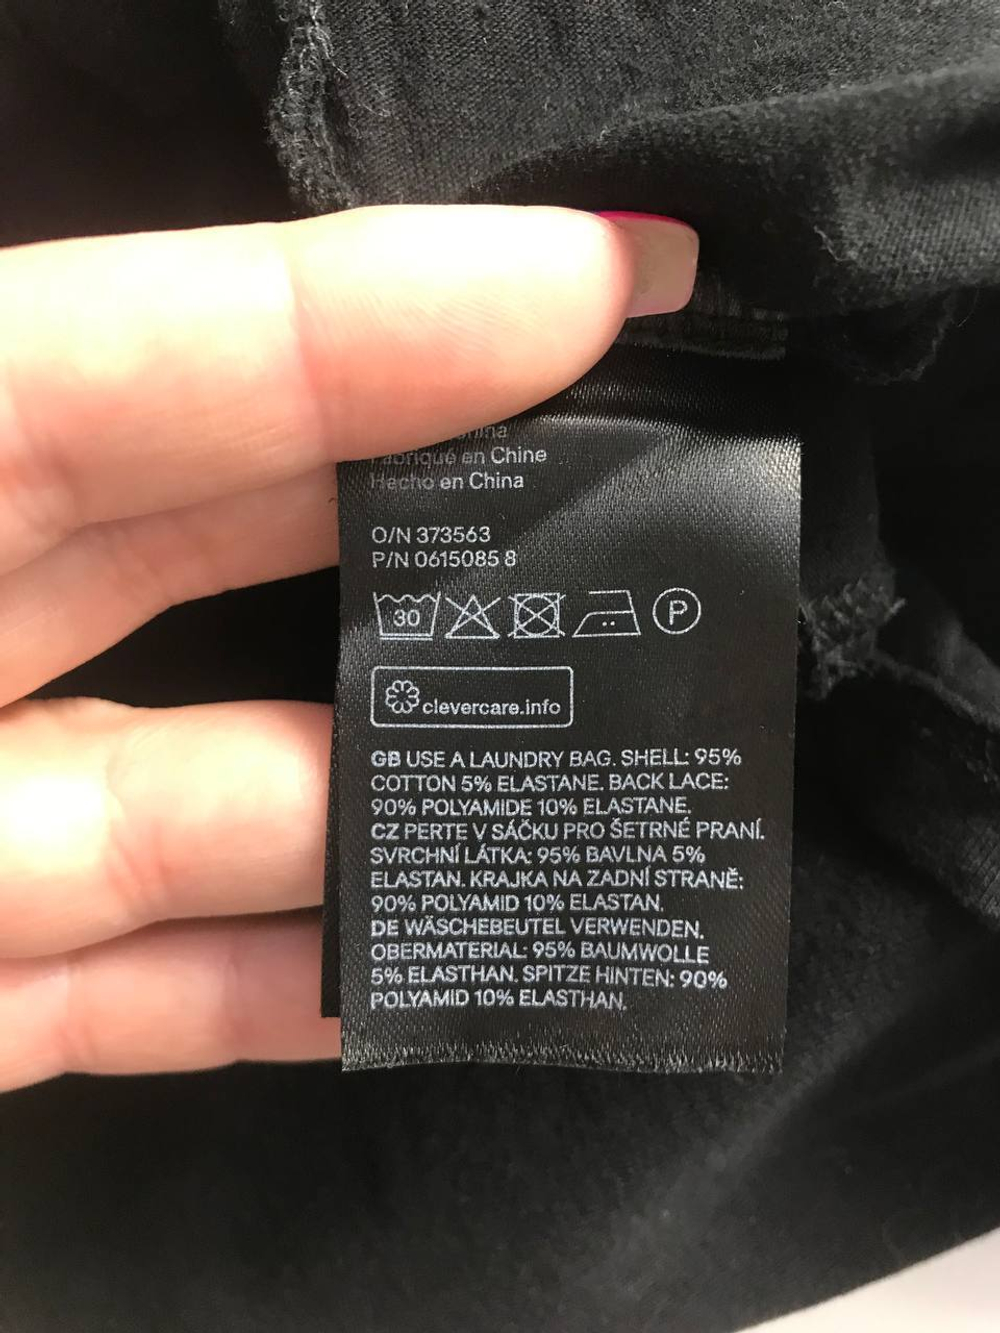 China
Fabriqué en Chine
Hecho en China
O/N 373563
P/N 0615085 8
30 P
clevercare.info
GB USE A LAUNDRY BAG. SHELL: 95%
COTTON 5% ELASTANE. BACK LACE:
90% POLYAMIDE 10% ELASTANE.
CZ PERTE V SÁČKU PRO ŠETRNÉ PRANÍ.
SVRCHNÍ LÁTKA: 95% BAVLNA 5%
ELASTAN. KRAJKA NA ZADNÍ STRANĚ:
90% POLYAMID 10% ELASTAN.
DE WÄSCHEBEUTEL VERWENDEN.
OBERMATERIAL: 95% BAUMWOLLE
5% ELASTHAN. SPITZE HINTEN: 90%
POLYAMID 10% ELASTHAN.